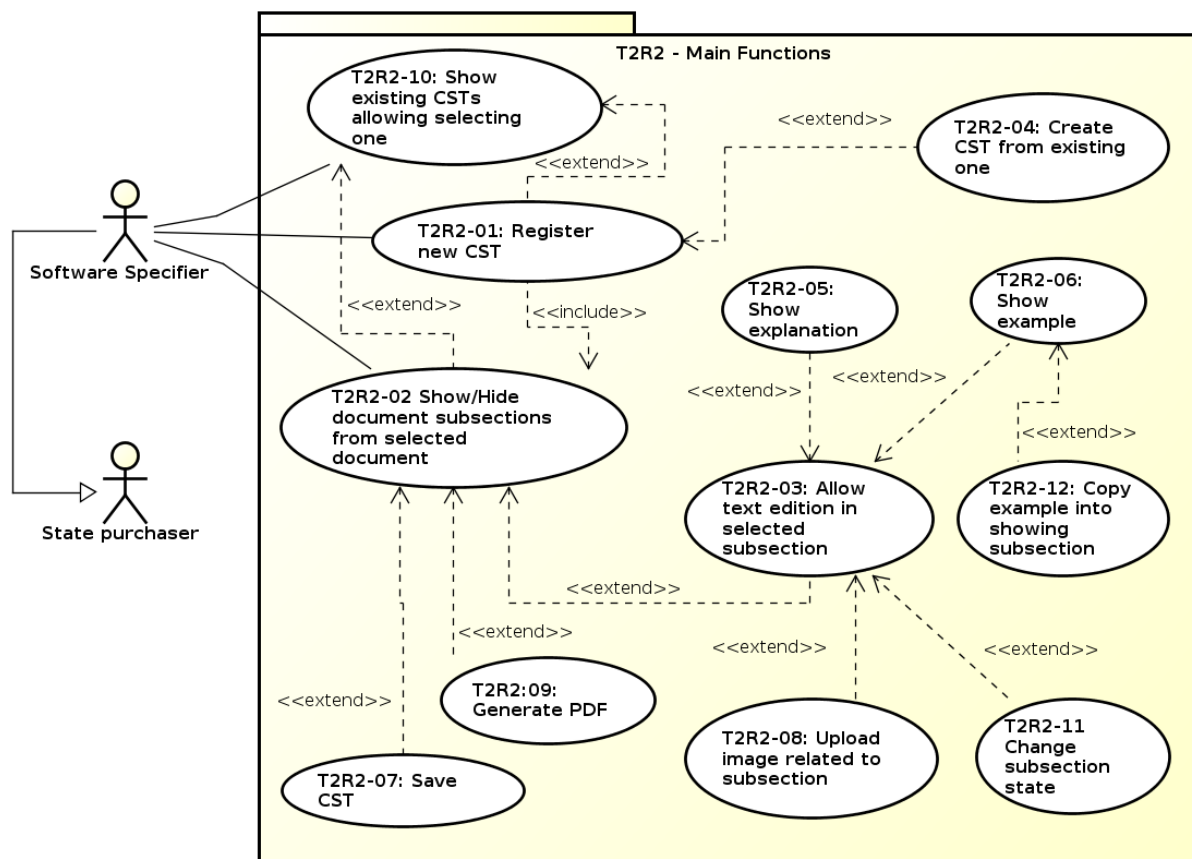 T2R2 - Main Functions
T2R2-10: Show
existing CSTs
allowing selecting
one
<<extend>>
T2R2-04: Create
CST from existing
one
<<extend>>
T2R2-01: Register
new CST
Software Specifier
<<extend>>
<<include>>
T2R2-05:
Show
explanation
T2R2-06:
Show
example
<<extend>>
<<extend>>
<<extend>>
T2R2-02 Show/Hide
document subsections
from selected
document
State purchaser
T2R2-03: Allow
text edition in
selected
subsection
T2R2-12: Copy
example into
showing
subsection
<<extend>>
<<extend>>
<<extend>>
<<extend>>
<<extend>>
T2R2:09:
Generate PDF
T2R2-07: Save
CST
T2R2-08: Upload
image related to
subsection
T2R2-11
Change
subsection
state